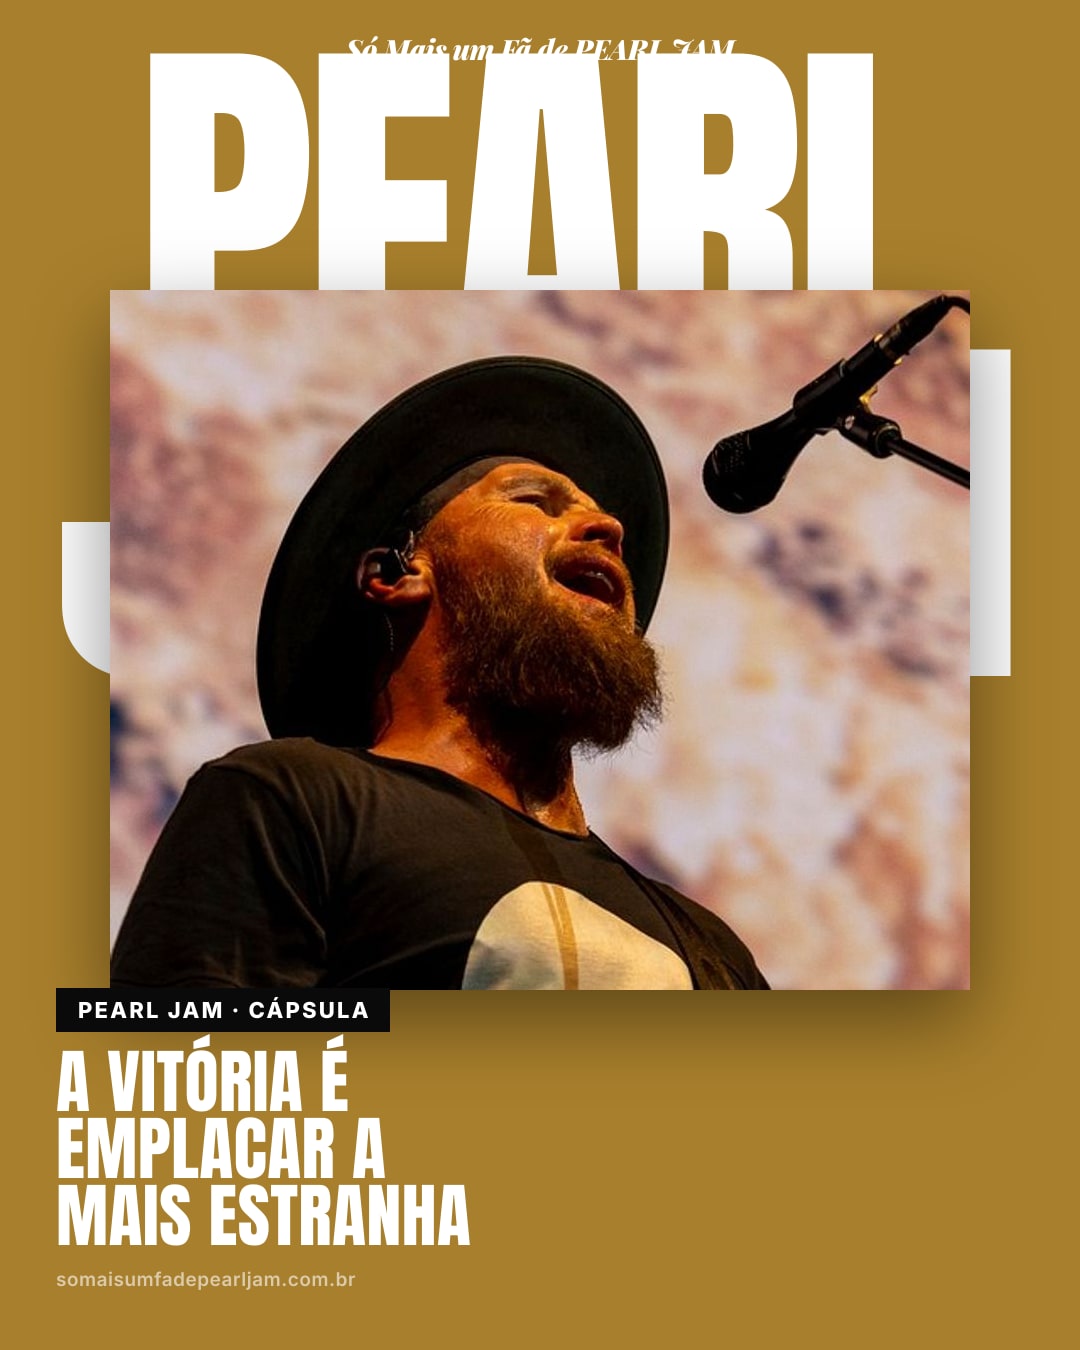 Só Mais um Fã de PEARL JAM
PEARL
PEARL JAM · CÁPSULA
A VITÓRIA É
EMPLACAR A
MAIS ESTRANHA
somaisumfadepearljam.com.br